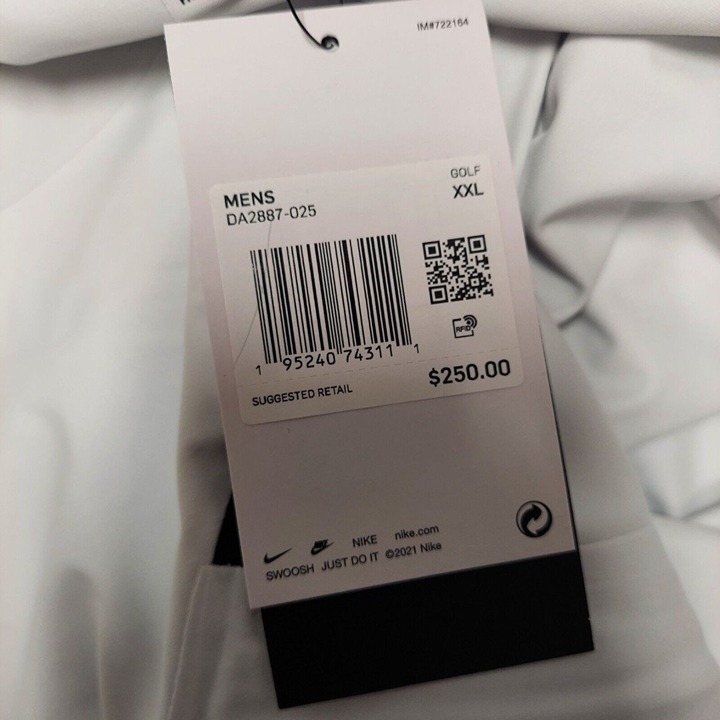 IM#722164
GOLF
MENS
XXL
DA2887-025
RFID
1 95240 74311 1
SUGGESTED RETAIL
$250.00
NIKE nike.com
SWOOSH JUST DO IT ©2021 Nike